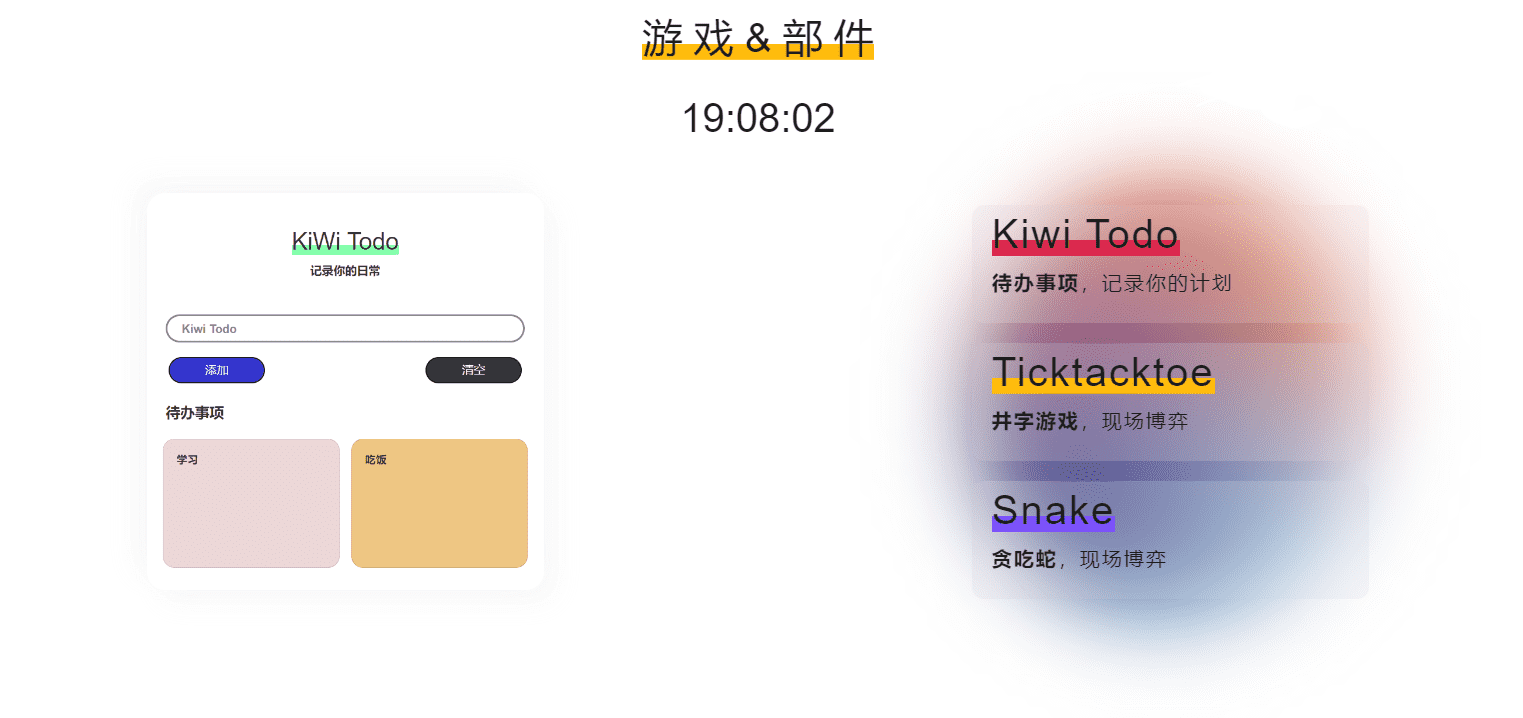 游戏&部件
19:08:02
KiWi Todo
记录你的日常
Kiwi Todo
添加 清空
待办事项
学习 吃饭
Kiwi Todo
待办事项，记录你的计划
Ticktacktoe
井字游戏，现场博弈
Snake
贪吃蛇，现场博弈